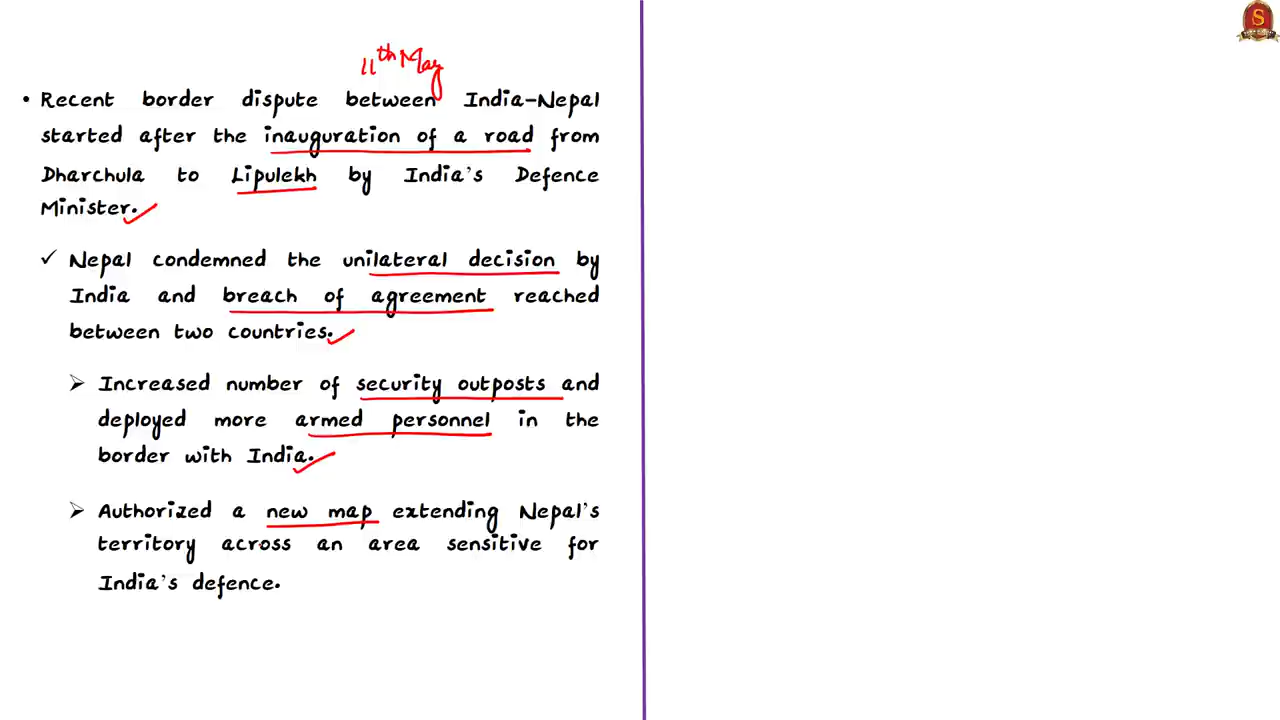 11th May
• Recent border dispute between India-Nepal
started after the inauguration of a road from
Dharchula to Lipulekh by India's Defence
Minister.
✓ Nepal condemned the unilateral decision by
India and breach of agreement reached
between two countries.
➢ Increased number of security outposts and
deployed more armed personnel in the
border with India.
➢ Authorized a new map extending Nepal's
territory across an area sensitive for
India's defence.
S